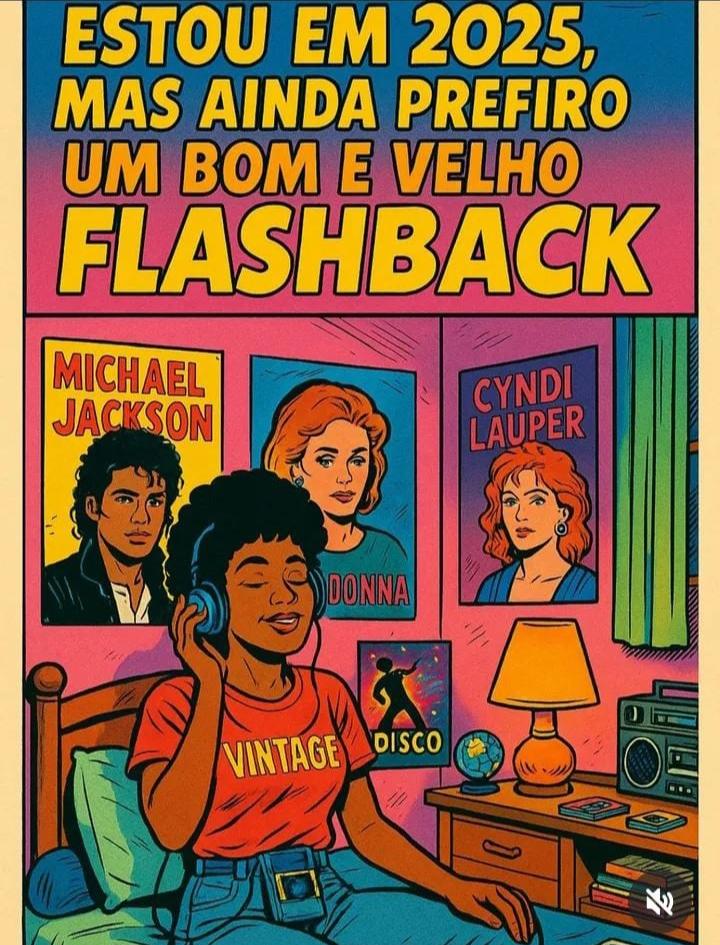 ESTOU EM 2025,
MAS AINDA PREFIRO
UM BOM E VELHO
FLASHBACK
MICHAEL
JACKSON
DONNA
CYNDI
LAUPER
DISCO
VINTAGE